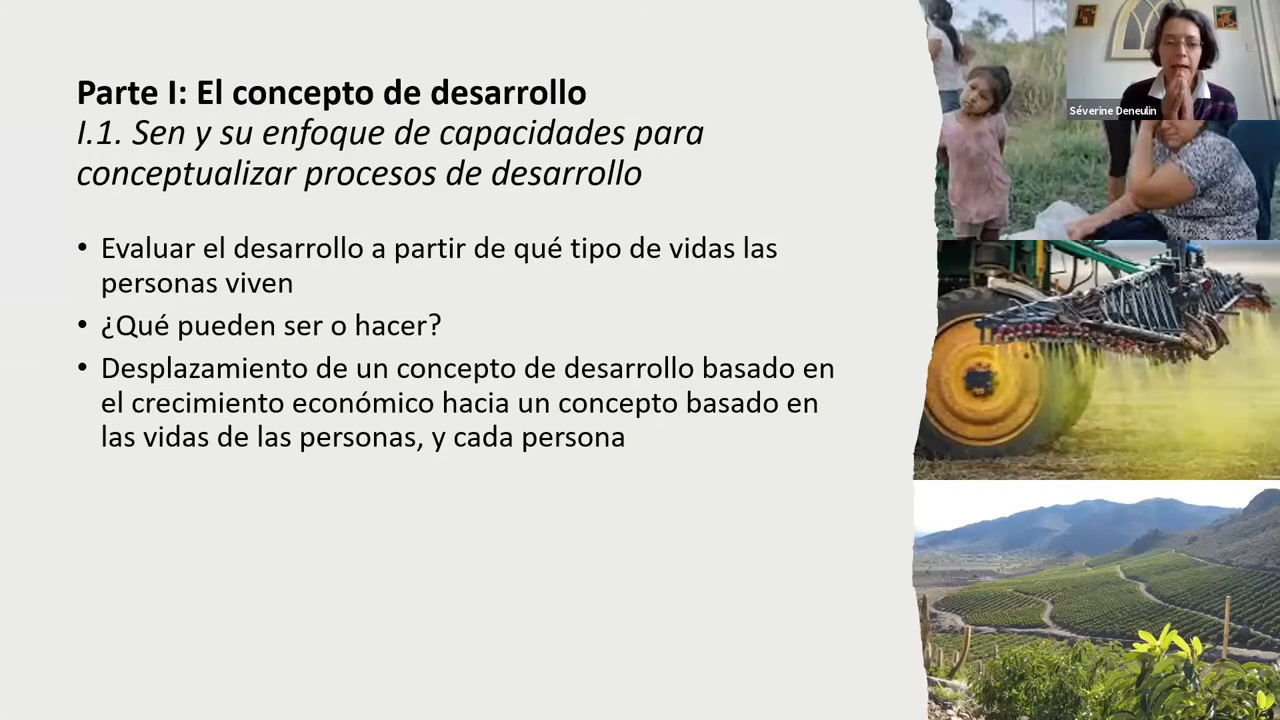 Parte I: El concepto de desarrollo
I.1. Sen y su enfoque de capacidades para
conceptualizar procesos de desarrollo
• Evaluar el desarrollo a partir de qué tipo de vidas las
personas viven
• ¿Qué pueden ser o hacer?
• Desplazamiento de un concepto de desarrollo basado en
el crecimiento económico hacia un concepto basado en
las vidas de las personas, y cada persona
Séverine Deneulin